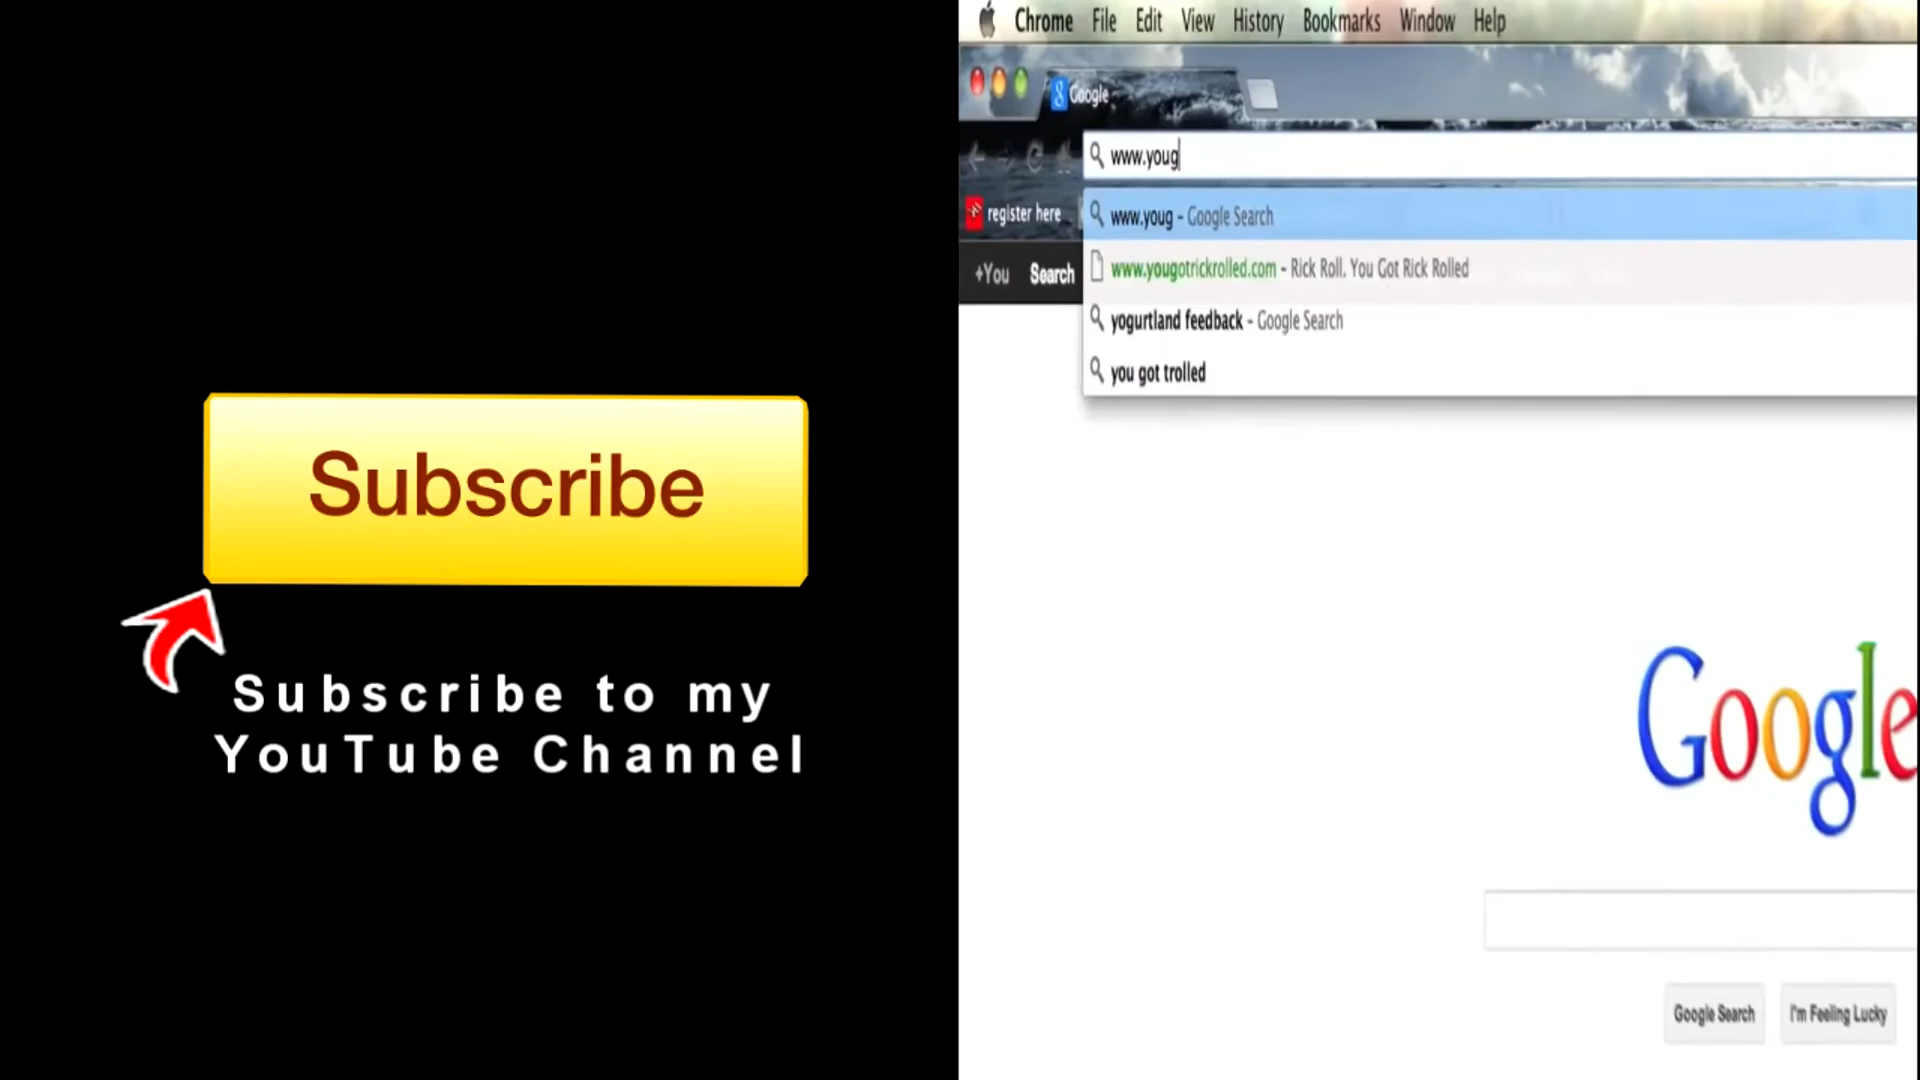 Subscribe
Subscribe to my
YouTube Channel
Chrome File Edit View History Bookmarks Window Help
Google
www.youg
register here
www.youg - Google Search
+You Search
www.yougotrickrolled.com - Rick Roll. You Got Rick Rolled
yogurtland feedback - Google Search
you got trolled
Google
Google Search I'm Feeling Lucky